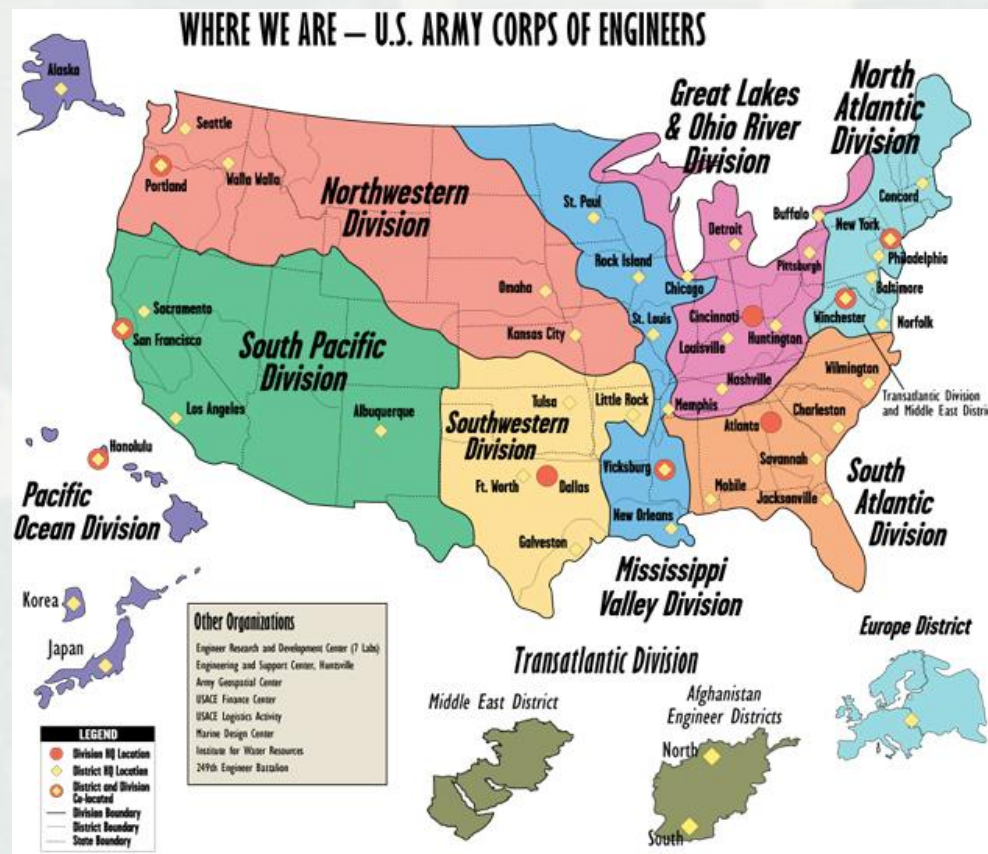 WHERE WE ARE – U.S. ARMY CORPS OF ENGINEERS
Alaska
Seattle
Portland
Walla Walla
Northwestern
Division
Great Lakes
& Ohio River
Division
North
Atlantic
Division
St. Paul
Detroit
Buffalo
New York
Concord
Rock Island
Chicago
Pittsburgh
Philadelphia
Baltimore
Omaha
Kansas City
St. Louis
Cincinnati
Louisville
Huntington
Winchester
Norfolk
Sacramento
San Francisco
South Pacific
Division
Los Angeles
Albuquerque
Nashville
Wilmington
Transatlantic Division
and Middle East Distric
Tulsa
Little Rock
Memphis
Southwestern
Division
Atlanta
Charleston
Vicksburg
Savannah
Ft. Worth
Dallas
Mobile
Jacksonville
New Orleans
Galveston
South
Atlantic
Division
Mississippi
Valley Division
Honolulu
Pacific
Ocean Division
Korea
Japan
Other Organizations
Engineer Research and Development Center (7 Labs)
Engineering and Support Center, Huntsville
Army Geospatial Center
USACE Finance Center
USACE Logistics Activity
Marine Design Center
Institute for Water Resources
249th Engineer Battalion
Transatlantic Division
Middle East District
Afghanistan
Engineer Districts
North
South
Europe District
LEGEND
Division HQ Location
District HQ Location
District and Division
Co-located
Division Boundary
District Boundary
State Boundary